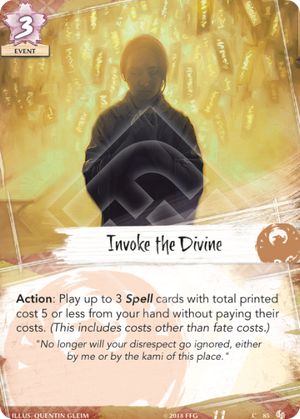 3
EVENT
Invoke the Divine
Action: Play up to 3 Spell cards with total printed
cost 5 or less from your hand without paying their
costs. (This includes costs other than fate costs.)
"No longer will your disrespect go ignored, either
by me or by the kami of this place."
ILLUS. QUENTIN GLEIM
©2018 FFG
C 85